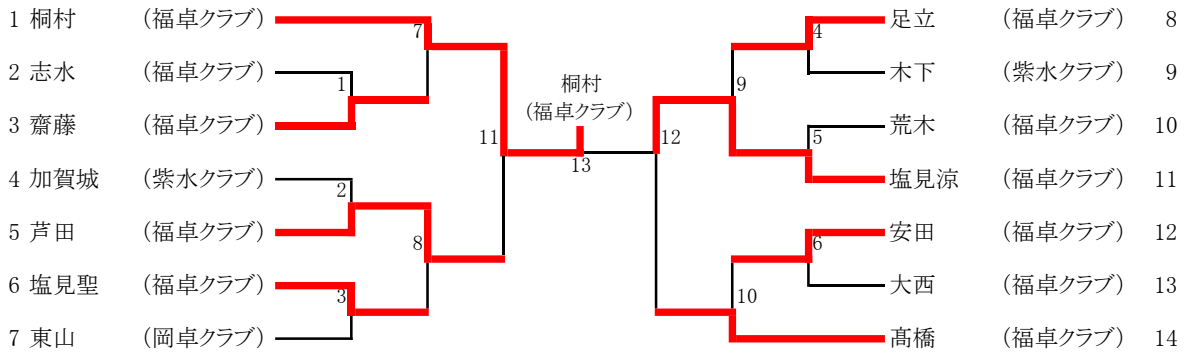 1 桐村 (福卓クラブ) 7 4 足立 (福卓クラブ) 8
2 志水 (福卓クラブ) 1 桐村 9 木下 (紫水クラブ) 9
(福卓クラブ)
3 齋藤 (福卓クラブ) 11 12 5 荒木 (福卓クラブ) 10
13
4 加賀城 (紫水クラブ) 2 塩見涼 (福卓クラブ) 11
5 芦田 (福卓クラブ) 8 6 安田 (福卓クラブ) 12
6 塩見聖 (福卓クラブ) 3 10 大西 (福卓クラブ) 13
7 東山 (岡卓クラブ) 髙橋 (福卓クラブ) 14